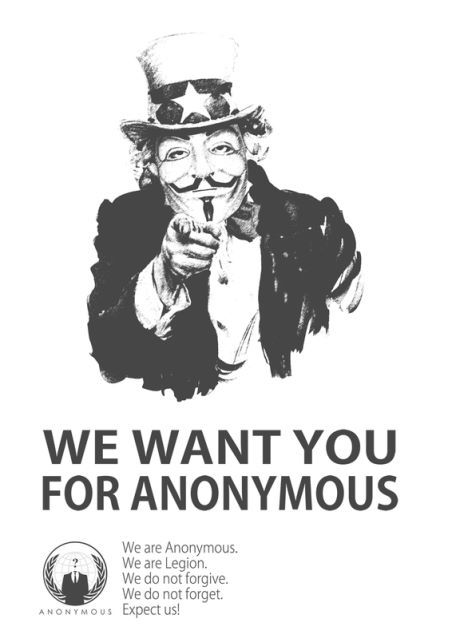 WE WANT YOU
FOR ANONYMOUS
?
ANONYMOUS
We are Anonymous.
We are Legion.
We do not forgive.
We do not forget.
Expect us!